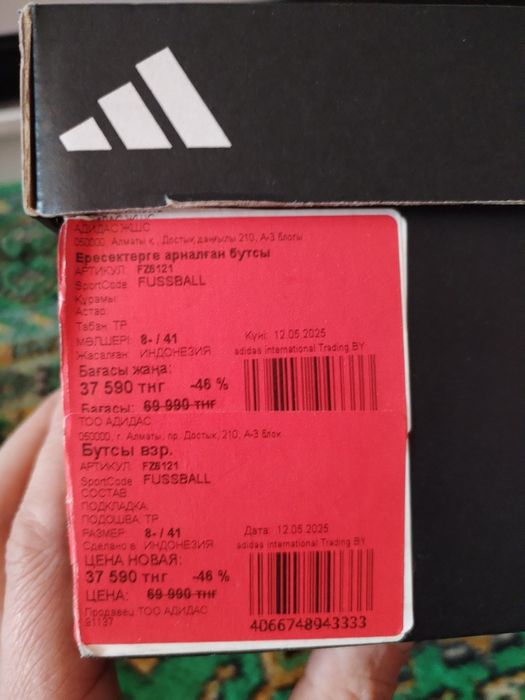 АДИДАС ЖШС
050000, Алматы к., Достык даңғылы 210, А-3 блогы
Ересектерге арналған бутсы
АРТИКУЛ: FZ6121
SportCode FUSSBALL
Құрамы:
Астар:
Табан: TP
МӨЛШЕРІ: 8- / 41 Күні: 12.05.2025
Жасалған: ИНДОНЕЗИЯ adidas international Trading BY
Бағасы жаңа:
37 590 тнг -46 %
Бағасы: 69 990 тнг
ТОО АДИДАС
050000, г. Алматы, пр. Достык, 210, А-3 блок
Бутсы взр.
АРТИКУЛ: FZ6121
SportCode FUSSBALL
СОСТАВ
ПОДКЛАДКА
ПОДОШВА: TP
РАЗМЕР 8- / 41 Дата: 12.05.2025
Сделано в: ИНДОНЕЗИЯ adidas international Trading BY
ЦЕНА НОВАЯ:
37 590 тнг -46 %
ЦЕНА: 69 990 тнг
Продавец ТОО АДИДАС
91137 4066748943333